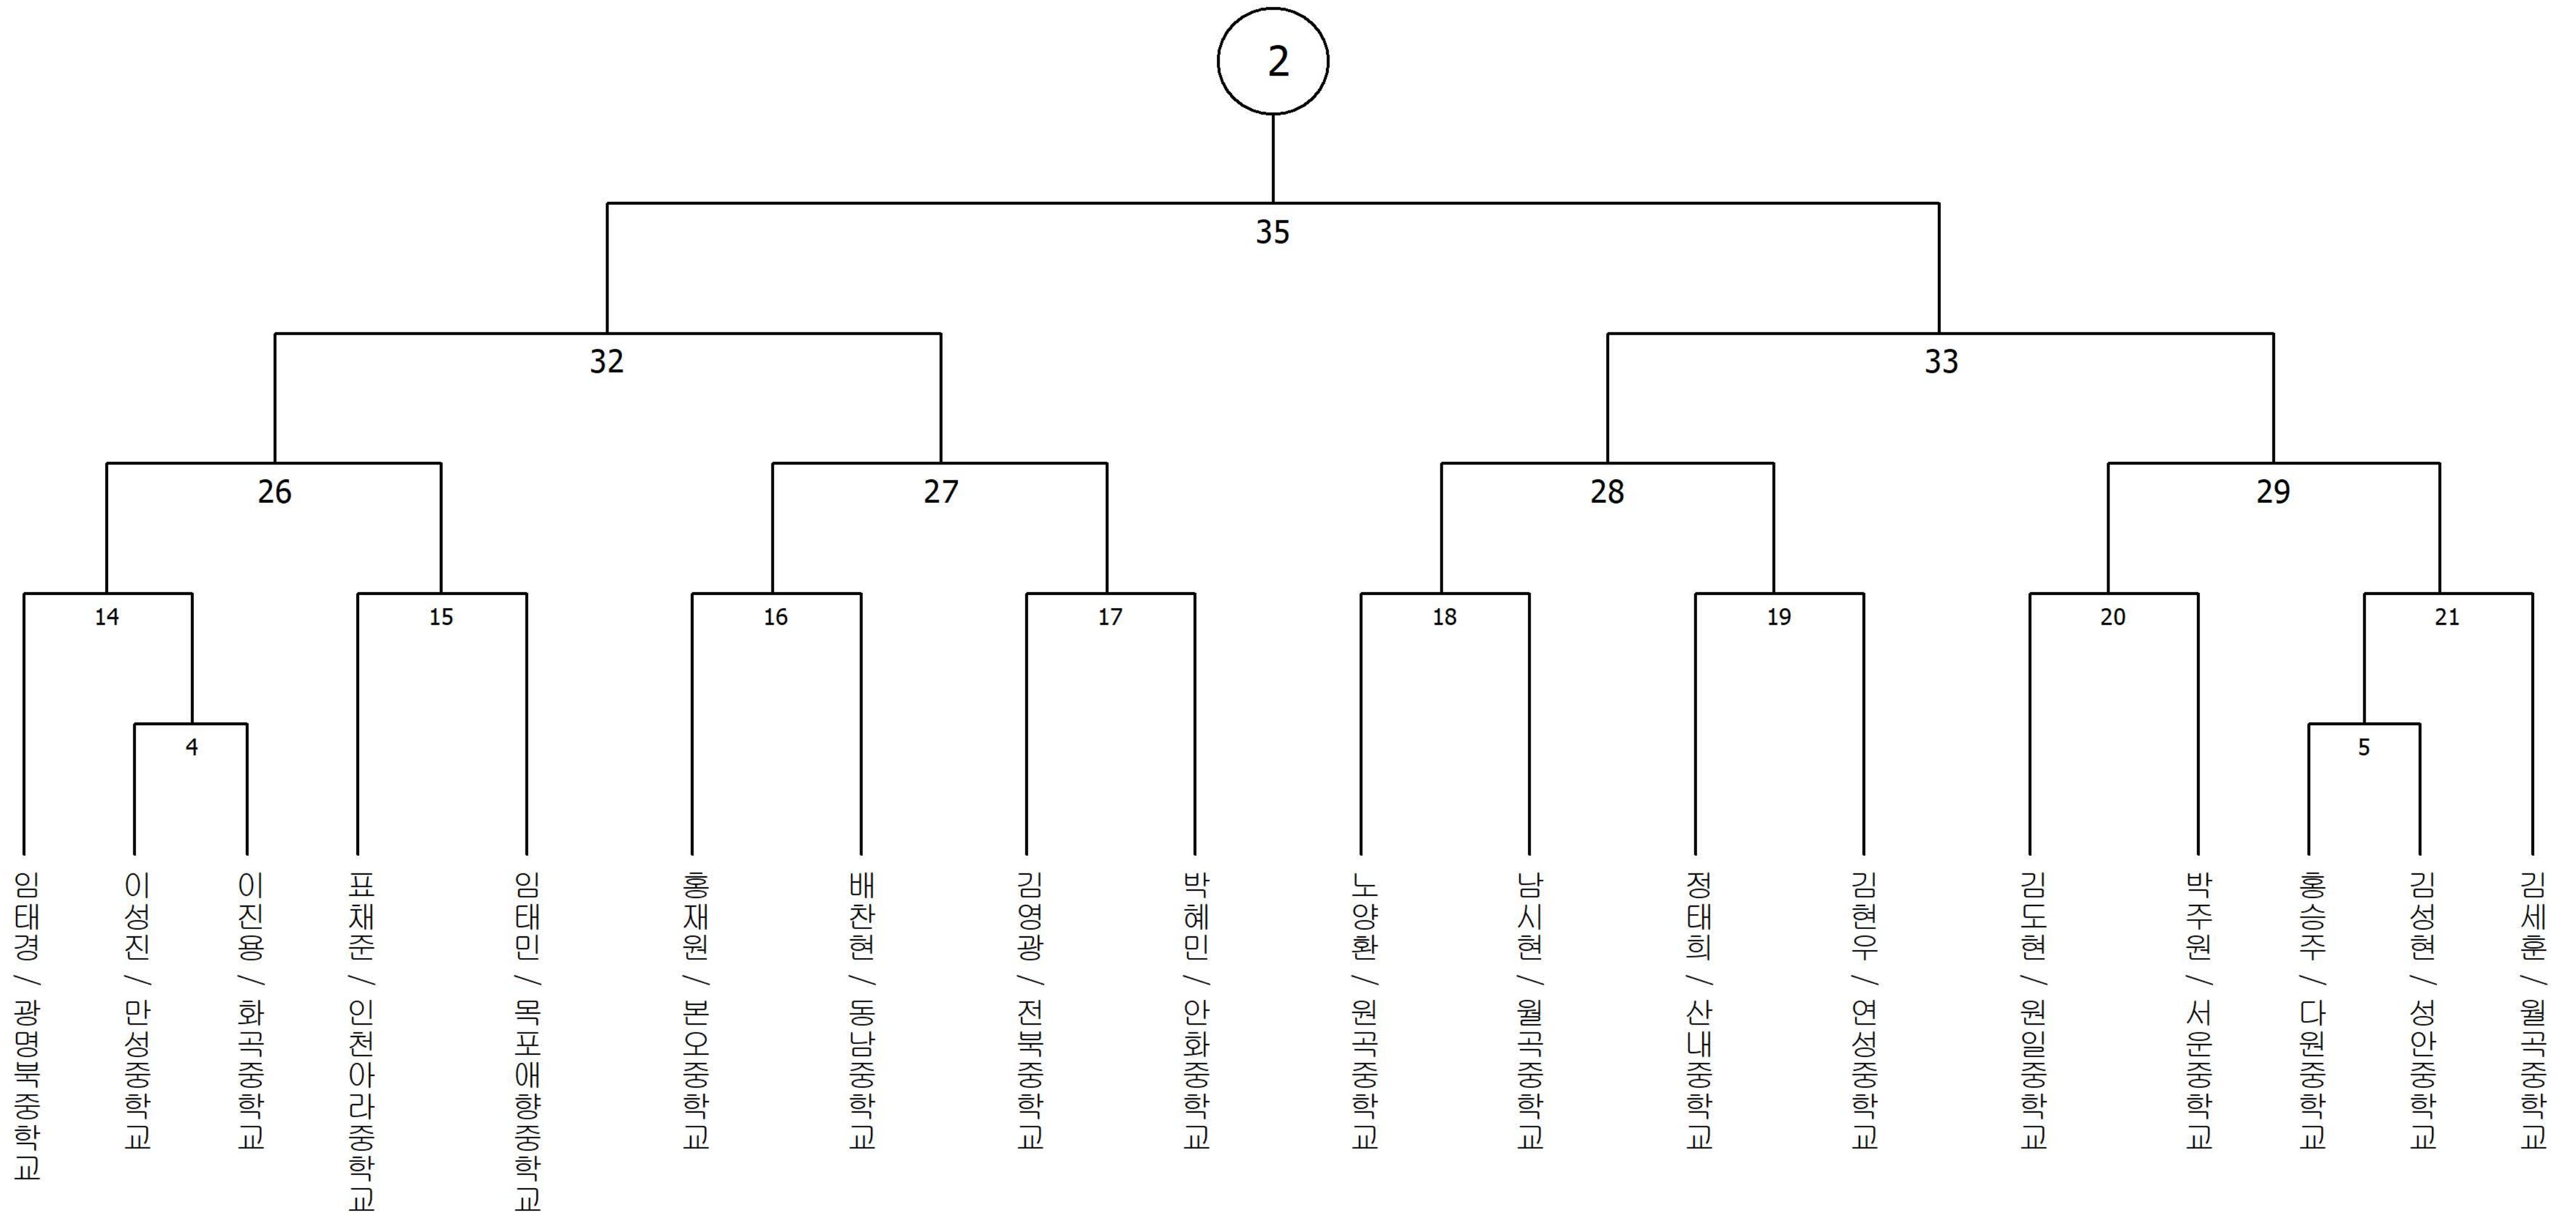 2
35
32
33
26
27
28
29
14
15
16
17
18
19
20
21
4
5
임태경 / 광명북중학교
이성진 / 만성중학교
이진용 / 화곡중학교
표채준 / 인천아라중학교
임태민 / 목포애향중학교
홍재원 / 본오중학교
배찬현 / 동남중학교
김영광 / 전북중학교
박혜민 / 안화중학교
노양환 / 원곡중학교
남시현 / 월곡중학교
정태희 / 산내중학교
김현우 / 연성중학교
김도현 / 원일중학교
박주원 / 서운중학교
홍승주 / 다원중학교
김성현 / 성안중학교
김세훈 / 월곡중학교